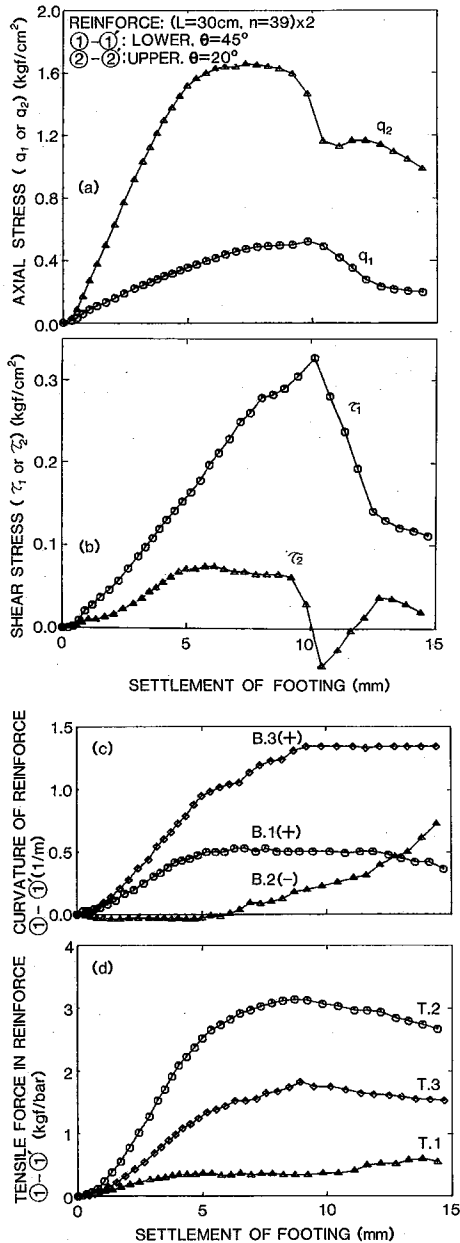 REINFORCE: (L=30cm, n=39)x2
①-①′: LOWER, θ=45°
②-②′: UPPER, θ=20°
AXIAL STRESS ( q₁ or q₂ ) (kgf/cm²)
1.6
1.2
0.8
0.4
0.0
(a)
q₂
q₁
0
5
10
15
SHEAR STRESS ( τ₁ or τ₂ ) (kgf/cm²)
0.3
0.2
0.1
0.0
(b)
τ₁
τ₂
0
5
10
15
SETTLEMENT OF FOOTING (mm)
CURVATURE OF REINFORCE
①-①′ (1/m)
1.5
1.0
0.5
0.0
(c)
B.3(+)
B.1(+)
B.2(-)
TENSILE FORCE IN REINFORCE
①-①′ (kgf/bar)
3
2
1
0
(d)
T.2
T.3
T.1
0
5
10
15
SETTLEMENT OF FOOTING (mm)